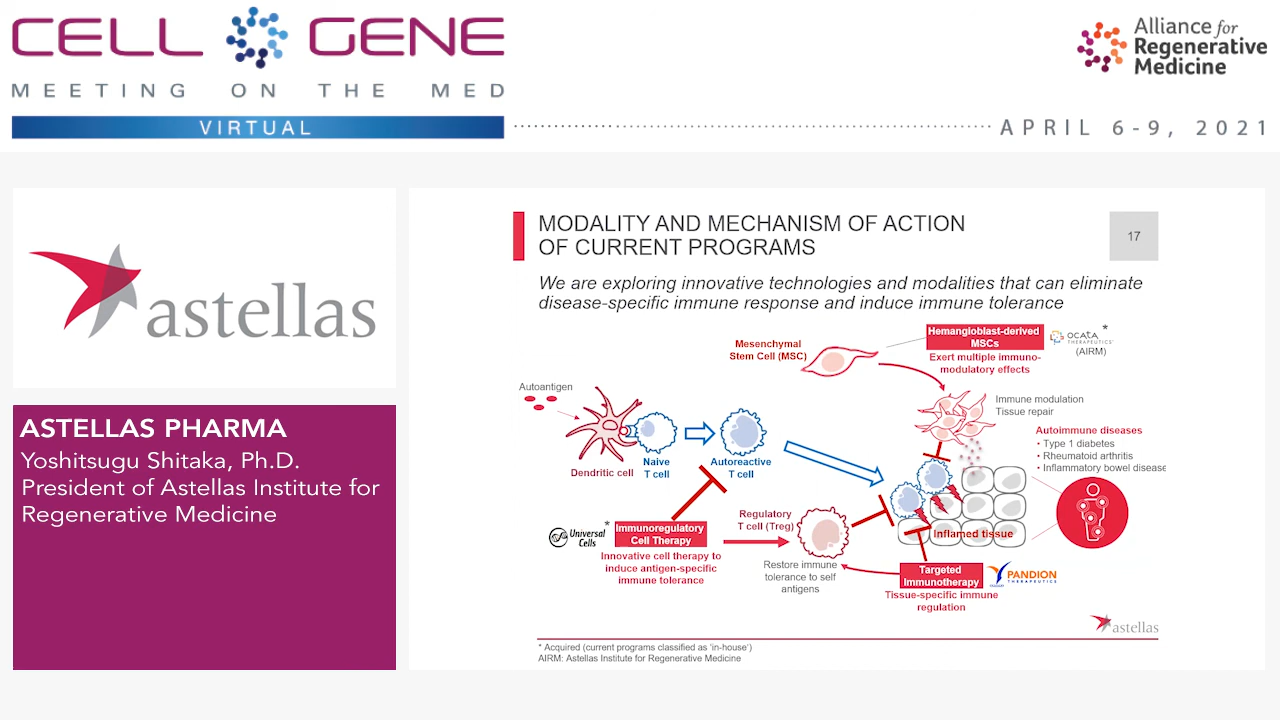 CELL GENE
MEETING ON THE MED
VIRTUAL
Alliance for
Regenerative
Medicine
APRIL 6-9, 2021
astellas
ASTELLAS PHARMA
Yoshitsugu Shitaka, Ph.D.
President of Astellas Institute for
Regenerative Medicine
MODALITY AND MECHANISM OF ACTION
OF CURRENT PROGRAMS
17
We are exploring innovative technologies and modalities that can eliminate
disease-specific immune response and induce immune tolerance
Mesenchymal
Stem Cell (MSC)
Hemangioblast-derived
MSCs
Exert multiple immuno-
modulatory effects
OCATA
THERAPEUTICS
*
(AIRM)
Autoantigen
Dendritic cell
Naive
T cell
Autoreactive
T cell
Immune modulation
Tissue repair
Autoimmune diseases
• Type 1 diabetes
• Rheumatoid arthritis
• Inflammatory bowel disease
Inflamed tissue
Universal
Cells
*
Immunoregulatory
Cell Therapy
Innovative cell therapy to
induce antigen-specific
immune tolerance
Regulatory
T cell (Treg)
Restore immune
tolerance to self
antigens
Targeted
Immunotherapy
Tissue-specific immune
regulation
PANDION
THERAPEUTICS
astellas
* Acquired (current programs classified as 'in-house')
AIRM: Astellas Institute for Regenerative Medicine